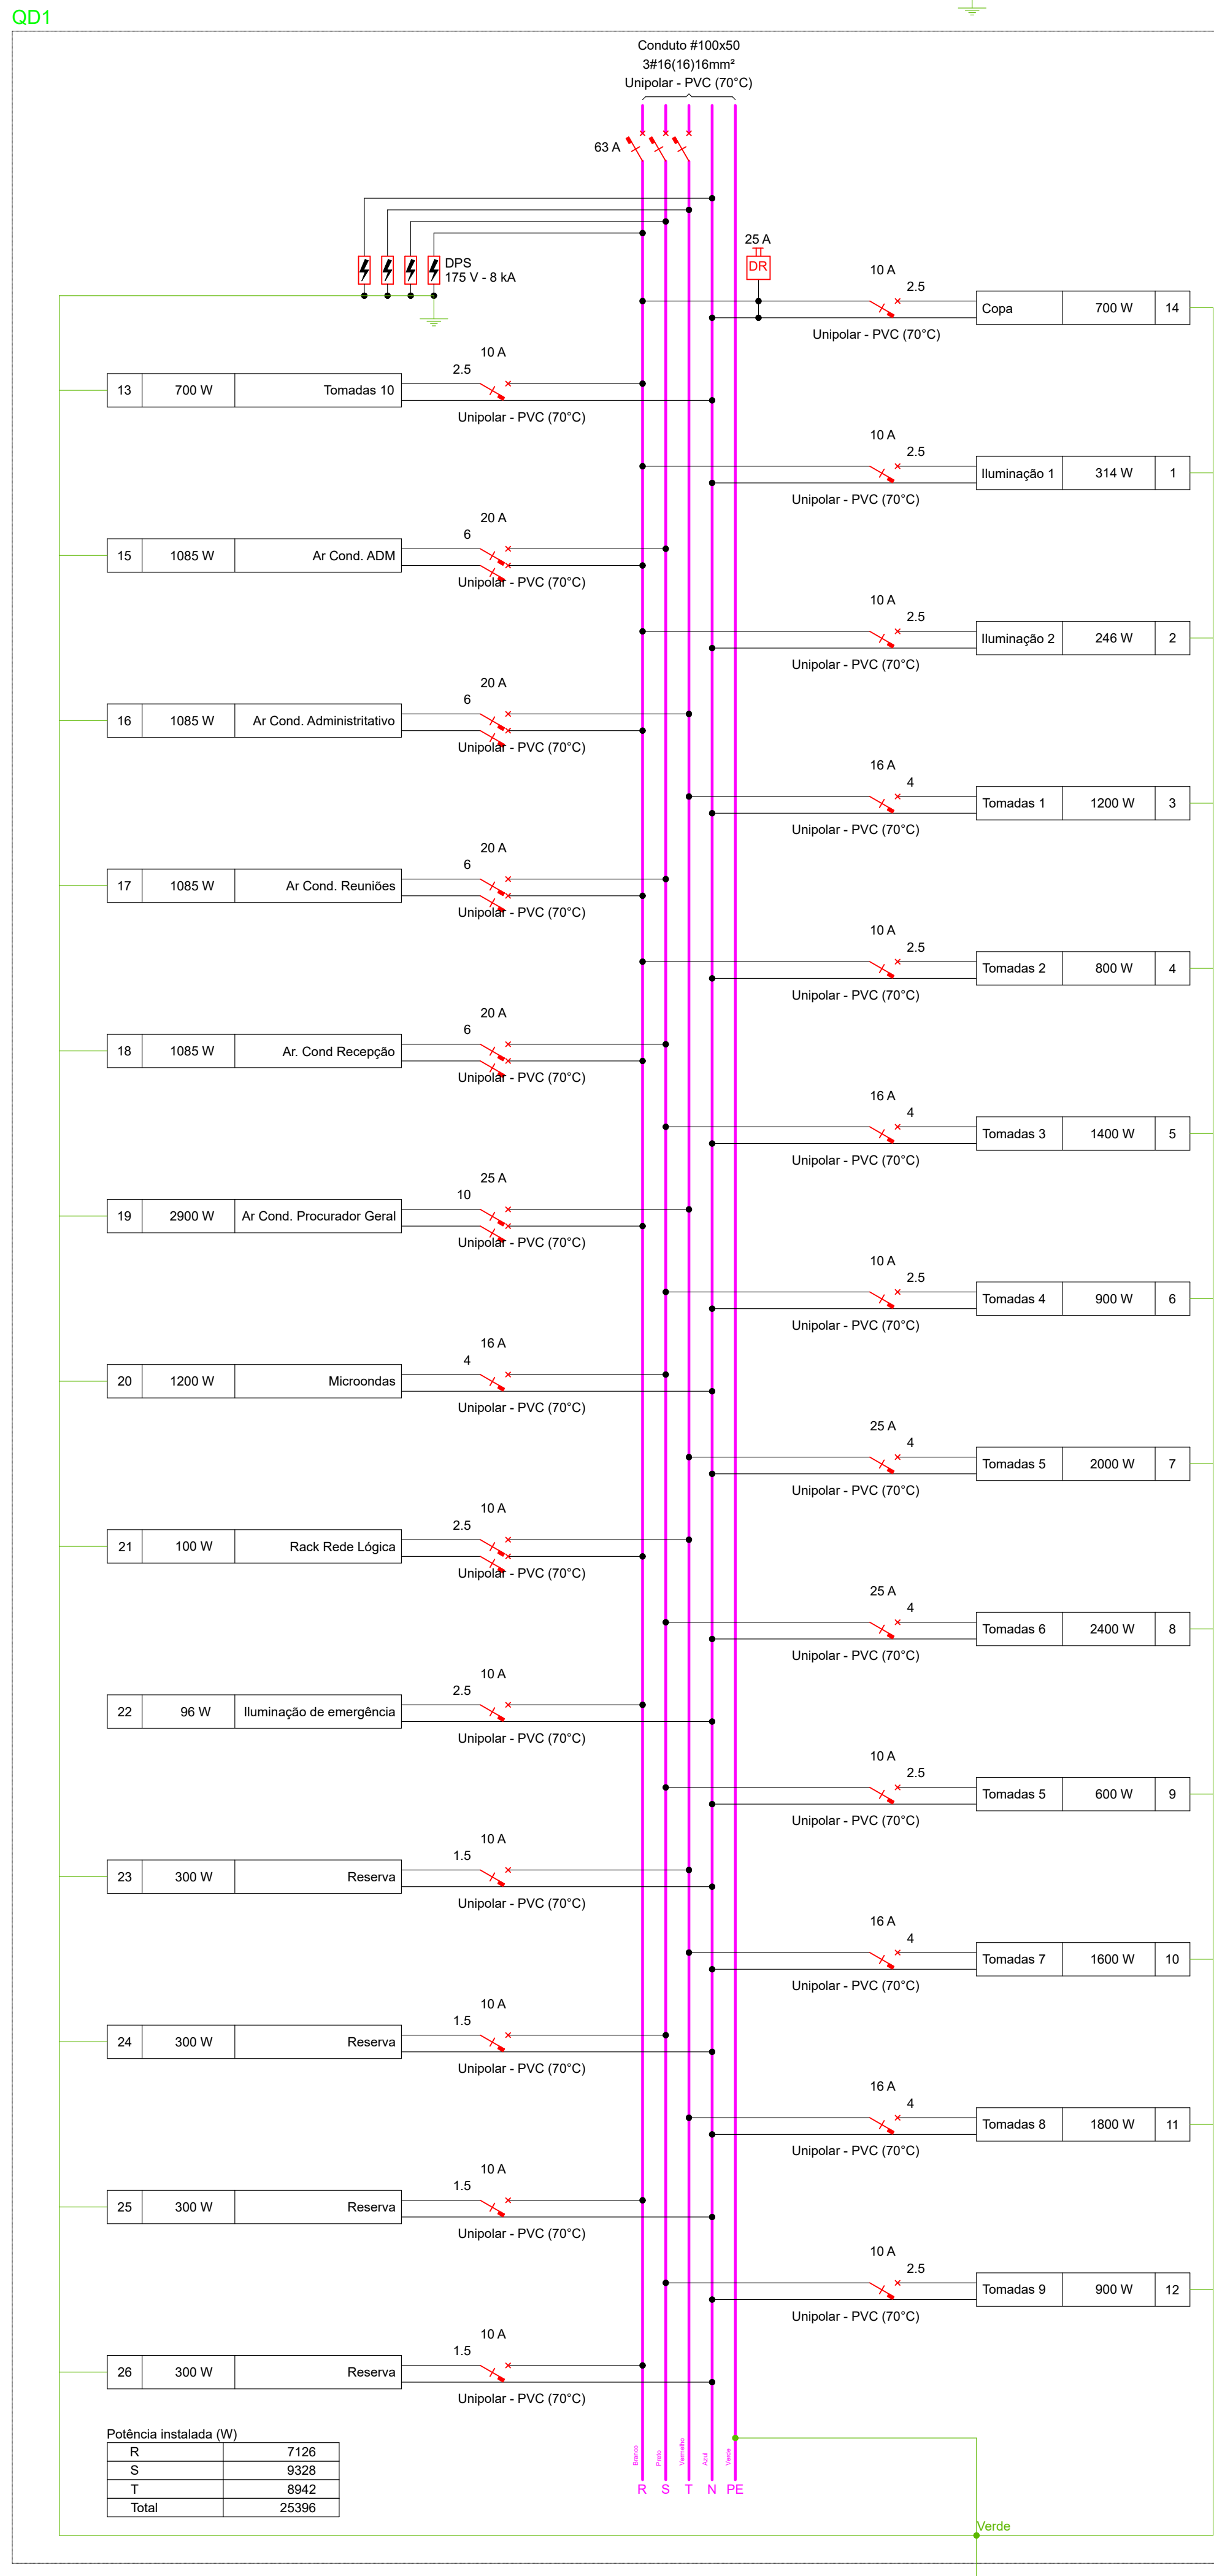 QD1
Conduto #100x50
3#16(16)16mm²
Unipolar - PVC (70°C)
63 A
DPS
175 V - 8 kA
25 A
DR
10 A
2.5
Copa 700 W 14
Unipolar - PVC (70°C)
10 A
2.5
13 700 W Tomadas 10
Unipolar - PVC (70°C)
10 A
2.5
Iluminação 1 314 W 1
Unipolar - PVC (70°C)
20 A
6
15 1085 W Ar Cond. ADM
Unipolar - PVC (70°C)
10 A
2.5
Iluminação 2 246 W 2
Unipolar - PVC (70°C)
20 A
6
16 1085 W Ar Cond. Administritativo
Unipolar - PVC (70°C)
16 A
4
Tomadas 1 1200 W 3
Unipolar - PVC (70°C)
20 A
6
17 1085 W Ar Cond. Reuniões
Unipolar - PVC (70°C)
10 A
2.5
Tomadas 2 800 W 4
Unipolar - PVC (70°C)
20 A
6
18 1085 W Ar. Cond Recepção
Unipolar - PVC (70°C)
16 A
4
Tomadas 3 1400 W 5
Unipolar - PVC (70°C)
25 A
10
19 2900 W Ar Cond. Procurador Geral
Unipolar - PVC (70°C)
10 A
2.5
Tomadas 4 900 W 6
Unipolar - PVC (70°C)
16 A
4
20 1200 W Microondas
Unipolar - PVC (70°C)
25 A
4
Tomadas 5 2000 W 7
Unipolar - PVC (70°C)
10 A
2.5
21 100 W Rack Rede Lógica
Unipolar - PVC (70°C)
25 A
4
Tomadas 6 2400 W 8
Unipolar - PVC (70°C)
10 A
2.5
22 96 W Iluminação de emergência
Unipolar - PVC (70°C)
10 A
2.5
Tomadas 5 600 W 9
Unipolar - PVC (70°C)
10 A
1.5
23 300 W Reserva
Unipolar - PVC (70°C)
16 A
4
Tomadas 7 1600 W 10
Unipolar - PVC (70°C)
10 A
1.5
24 300 W Reserva
Unipolar - PVC (70°C)
16 A
4
Tomadas 8 1800 W 11
Unipolar - PVC (70°C)
10 A
1.5
25 300 W Reserva
Unipolar - PVC (70°C)
10 A
2.5
Tomadas 9 900 W 12
Unipolar - PVC (70°C)
10 A
1.5
26 300 W Reserva
Unipolar - PVC (70°C)
Potência instalada (W)
R 7126
S 9328
T 8942
Total 25396
Branco Preto Vermelho Azul Verde
R S T N PE
Verde